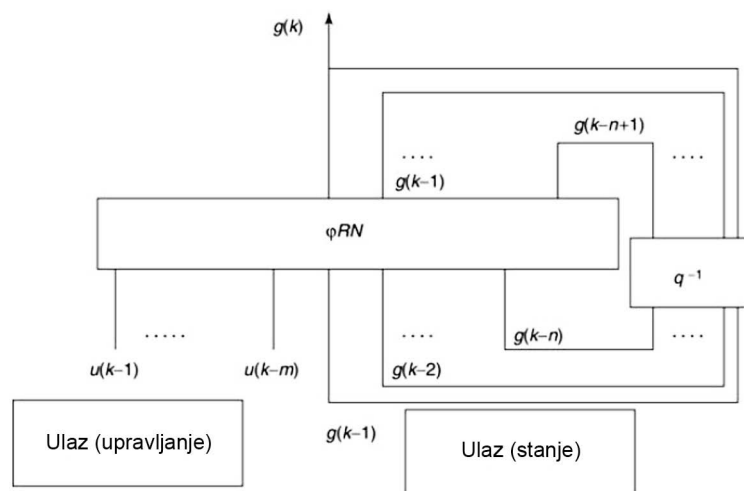 g(k)
g(k–n+1)
.... ....
g(k–1)
φRN
q ⁻¹
..... .... ....
g(k–n)
u(k–1) u(k–m) g(k–2)
g(k–1)
Ulaz (upravljanje) Ulaz (stanje)